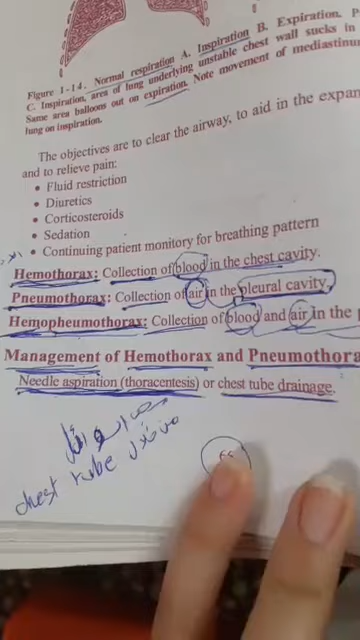 Figure 1-14. Normal respiration A. Inspiration B. Expiration. P
C. Inspiration, area of lung underlying unstable chest wall sucks in
Same area balloons out on expiration. Note movement of mediastinu
lung on inspiration.
The objectives are to clear the airway, to aid in the expan
and to relieve pain:
• Fluid restriction
• Diuretics
• Corticosteroids
• Sedation
• Continuing patient monitory for breathing pattern
Hemothorax: Collection of blood in the chest cavity.
Pneumothorax: Collection of air in the pleural cavity.
Hemopheumothorax: Collection of blood and air in the p
Management of Hemothorax and Pneumothora
Needle aspiration (thoracentesis) or chest tube drainage.
chest tube